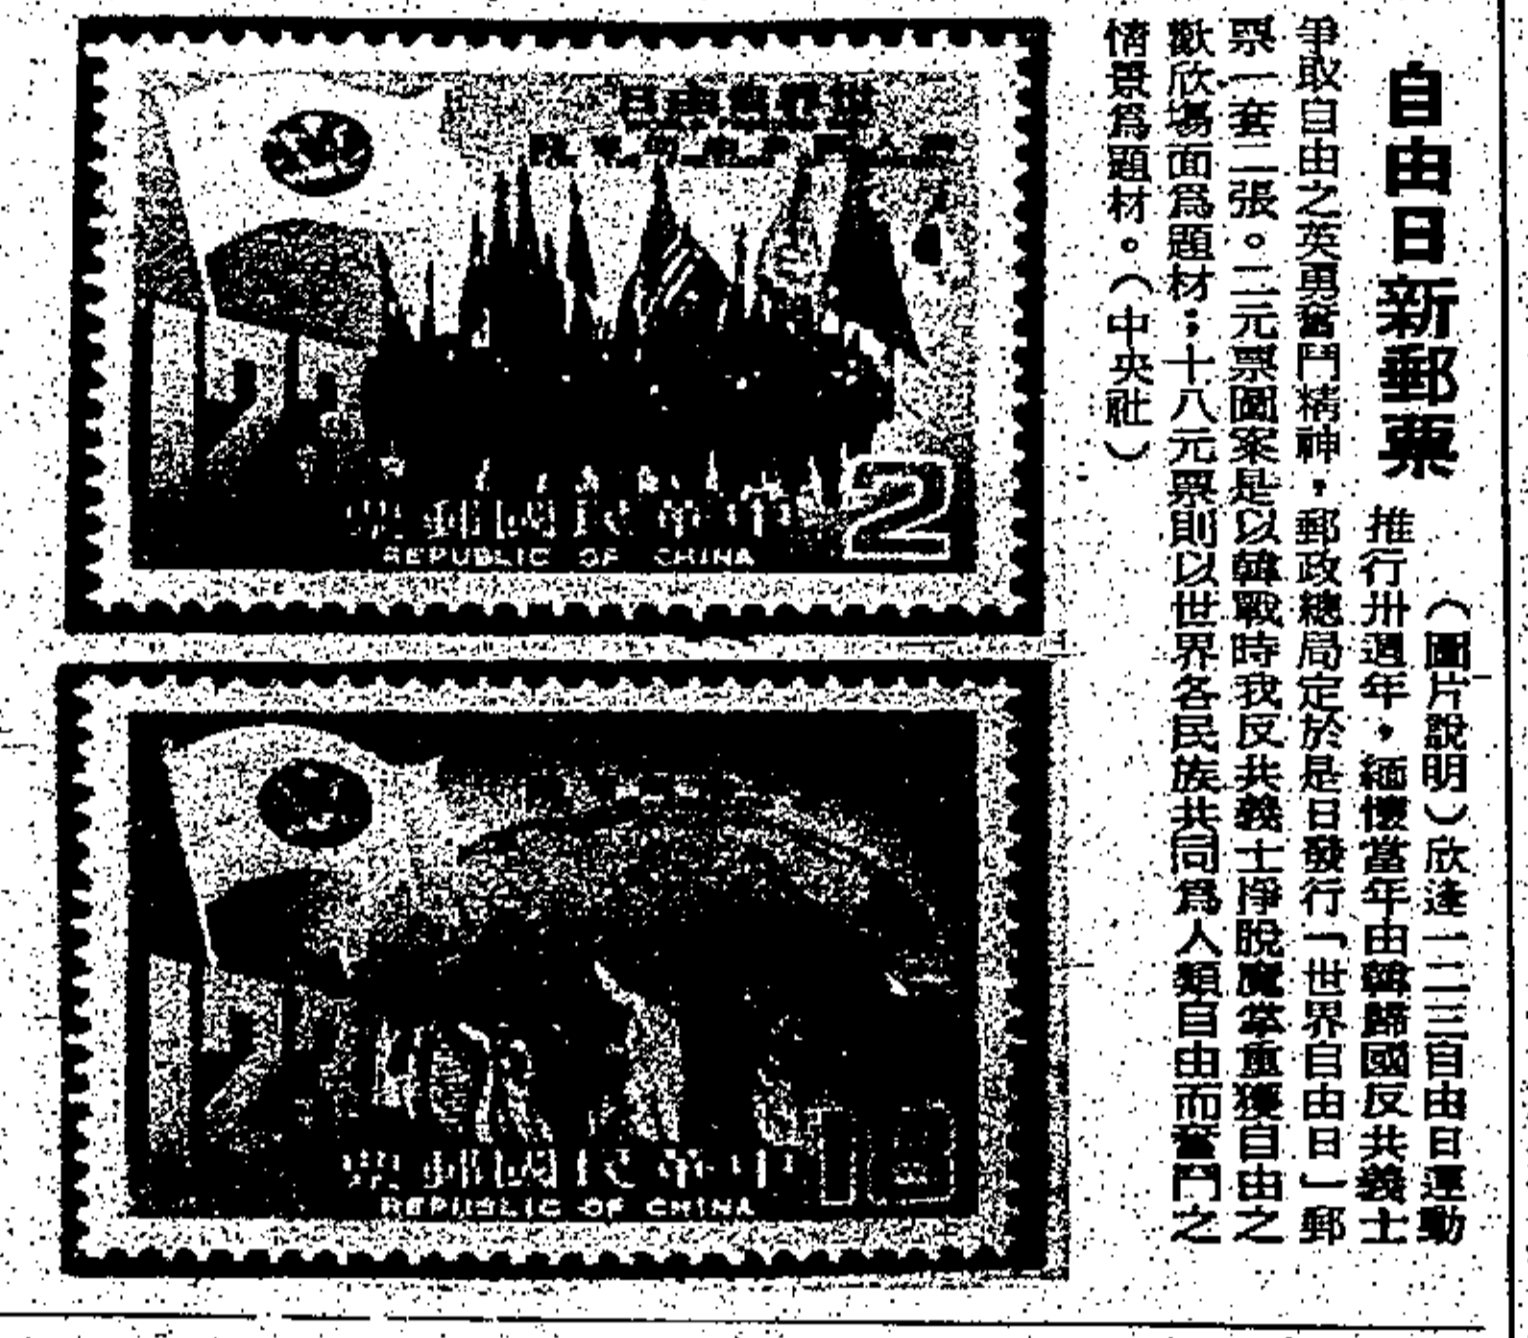 自由日新郵票
(圖片說明)欣逢一二三自由日運動
推行卅週年,緬懷當年由韓歸國反共義士
爭取自由之英勇奮鬥精神,郵政總局定於是日發行「世界自由日」郵
票一套二張。二元票圖案是以韓戰時我反共義士掙脫魔掌重獲自由之
歡欣場面爲題材;十八元票則以世界各民族共同爲人類自由而奮鬥之
情景爲題材。(中央社)
日由自界世
票郵國民華中
REPUBLIC OF CHINA
2
票郵國民華中
REPUBLIC OF CHINA
18